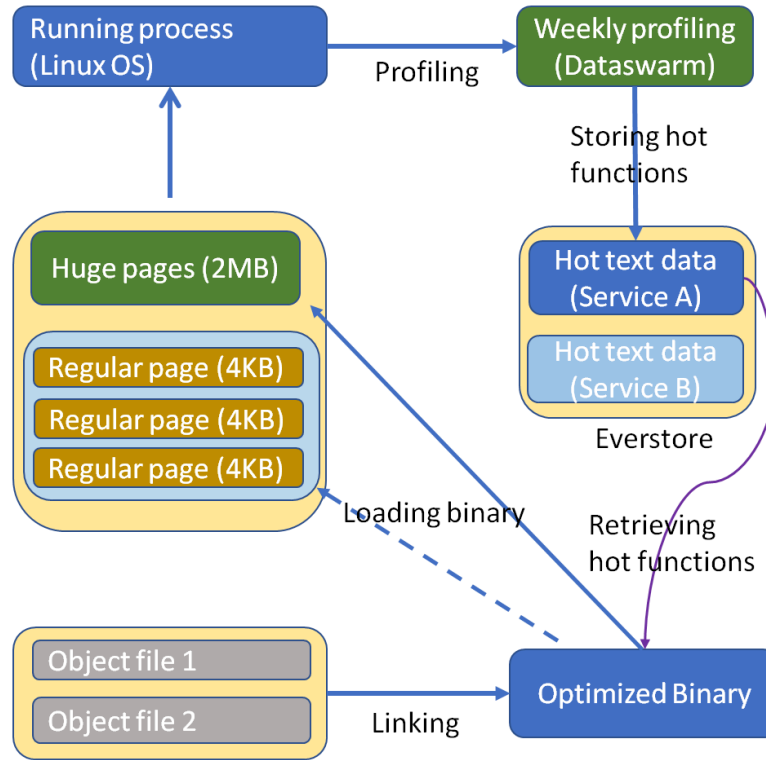 Running process
(Linux OS)
Profiling
Weekly profiling
(Dataswarm)
Storing hot
functions
Huge pages (2MB)
Regular page (4KB)
Regular page (4KB)
Regular page (4KB)
Hot text data
(Service A)
Hot text data
(Service B)
Everstore
Loading binary
Retrieving
hot functions
Object file 1
Object file 2
Linking
Optimized Binary